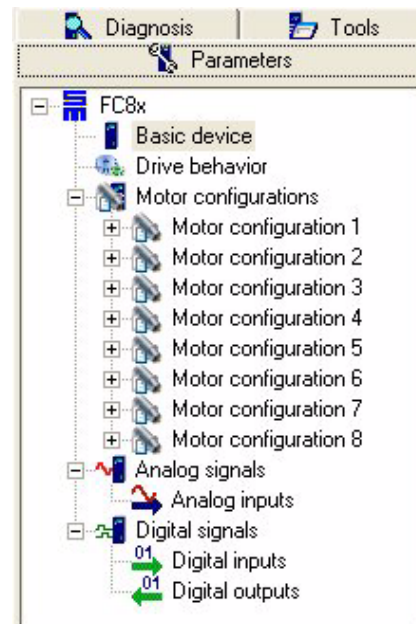 Diagnosis Tools
Parameters
FC8x
Basic device
Drive behavior
Motor configurations
Motor configuration 1
Motor configuration 2
Motor configuration 3
Motor configuration 4
Motor configuration 5
Motor configuration 6
Motor configuration 7
Motor configuration 8
Analog signals
Analog inputs
Digital signals
01 Digital inputs
01 Digital outputs